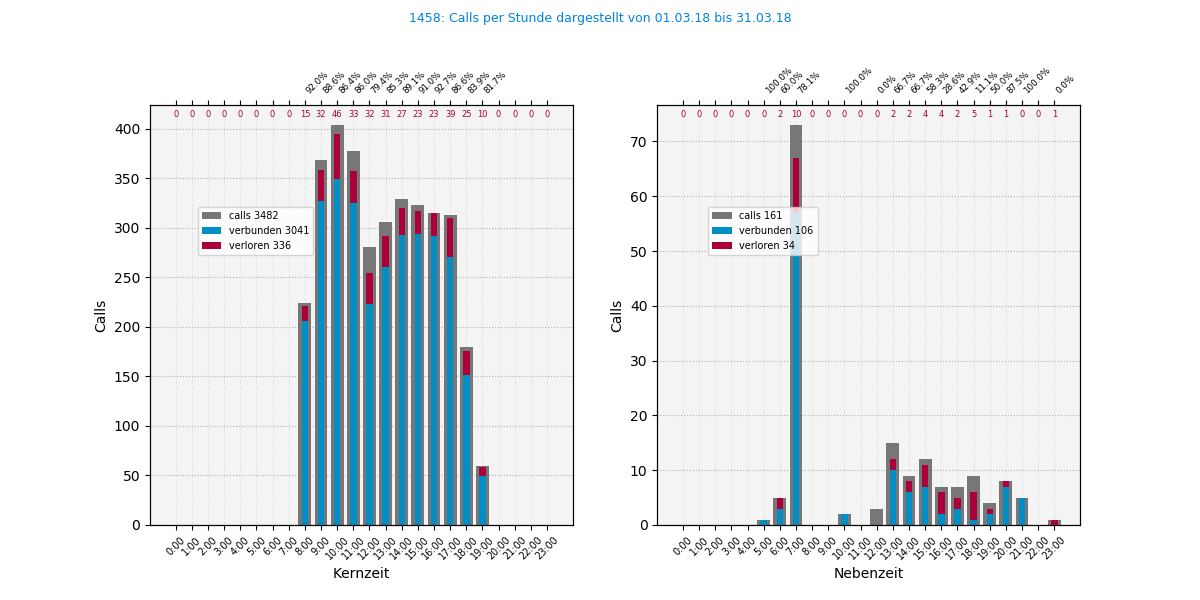 1458: Calls per Stunde dargestellt von 01.03.18 bis 31.03.18
92.0% 88.6% 86.4% 86.0% 79.4% 85.3% 89.1% 91.0% 92.7% 86.6% 83.9% 81.7%
0 0 0 0 0 0 0 0 15 32 46 33 32 31 27 23 23 39 25 10 0 0 0 0
400
350
300
250
200
150
100
50
0
Calls
calls 3482
verbunden 3041
verloren 336
0:00 1:00 2:00 3:00 4:00 5:00 6:00 7:00 8:00 9:00 10:00 11:00 12:00 13:00 14:00 15:00 16:00 17:00 18:00 19:00 20:00 21:00 22:00 23:00
Kernzeit
100.0% 60.0% 78.1% 100.0% 0.0% 66.7% 66.7% 58.3% 28.6% 42.9% 11.1% 50.0% 87.5% 100.0% 0.0%
0 0 0 0 0 0 2 10 0 0 0 0 0 2 2 4 4 2 5 1 1 0 0 1
70
60
50
40
30
20
10
0
Calls
calls 161
verbunden 106
verloren 34
0:00 1:00 2:00 3:00 4:00 5:00 6:00 7:00 8:00 9:00 10:00 11:00 12:00 13:00 14:00 15:00 16:00 17:00 18:00 19:00 20:00 21:00 22:00 23:00
Nebenzeit